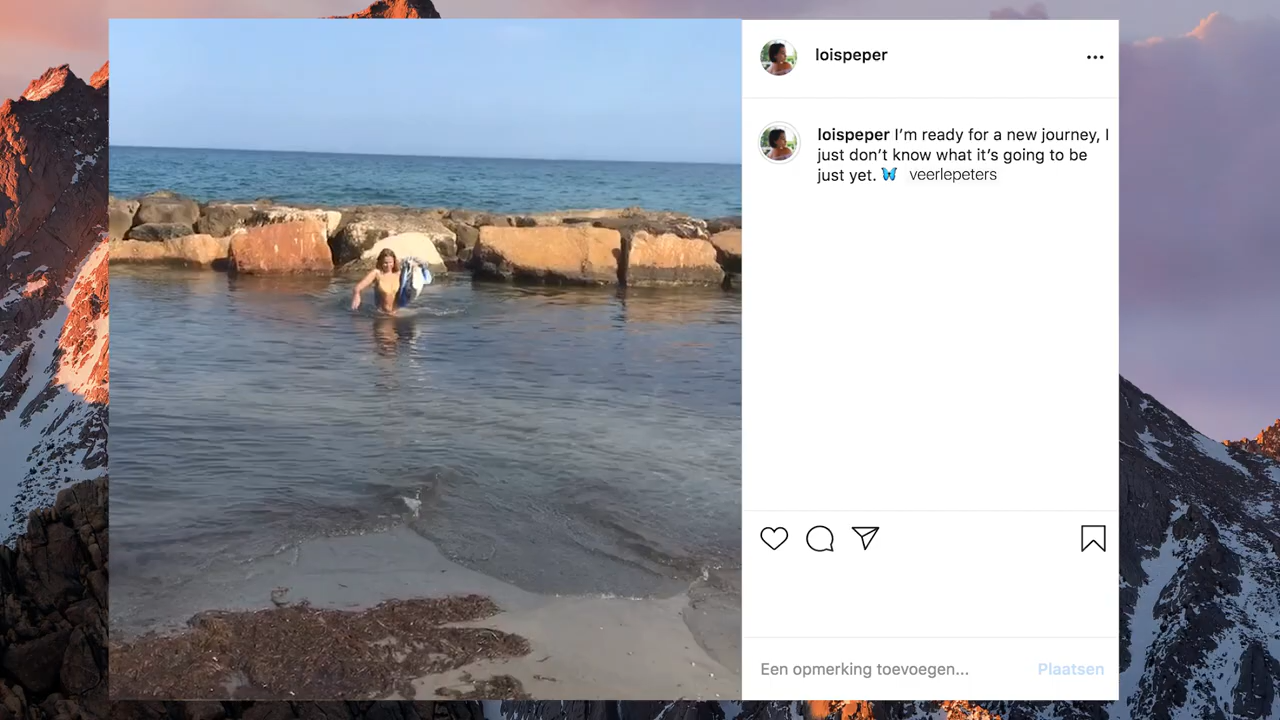 loispeper
loispeper I’m ready for a new journey, I
just don’t know what it’s going to be
just yet. 🦋 veerlepeters
Een opmerking toevoegen...
Plaatsen